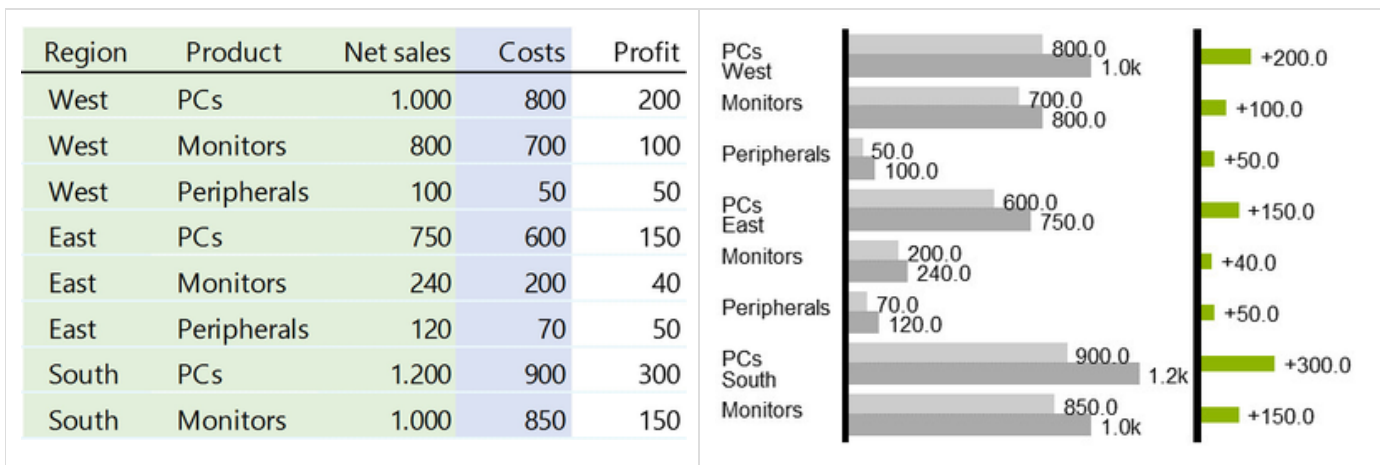 Region Product Net sales Costs Profit
West PCs 1.000 800 200
West Monitors 800 700 100
West Peripherals 100 50 50
East PCs 750 600 150
East Monitors 240 200 40
East Peripherals 120 70 50
South PCs 1.200 900 300
South Monitors 1.000 850 150
PCs 800.0
West 1.0k +200.0
Monitors 700.0
800.0 +100.0
Peripherals 50.0
100.0 +50.0
PCs 600.0
East 750.0 +150.0
Monitors 200.0
240.0 +40.0
Peripherals 70.0
120.0 +50.0
PCs 900.0
South 1.2k +300.0
Monitors 850.0
1.0k +150.0